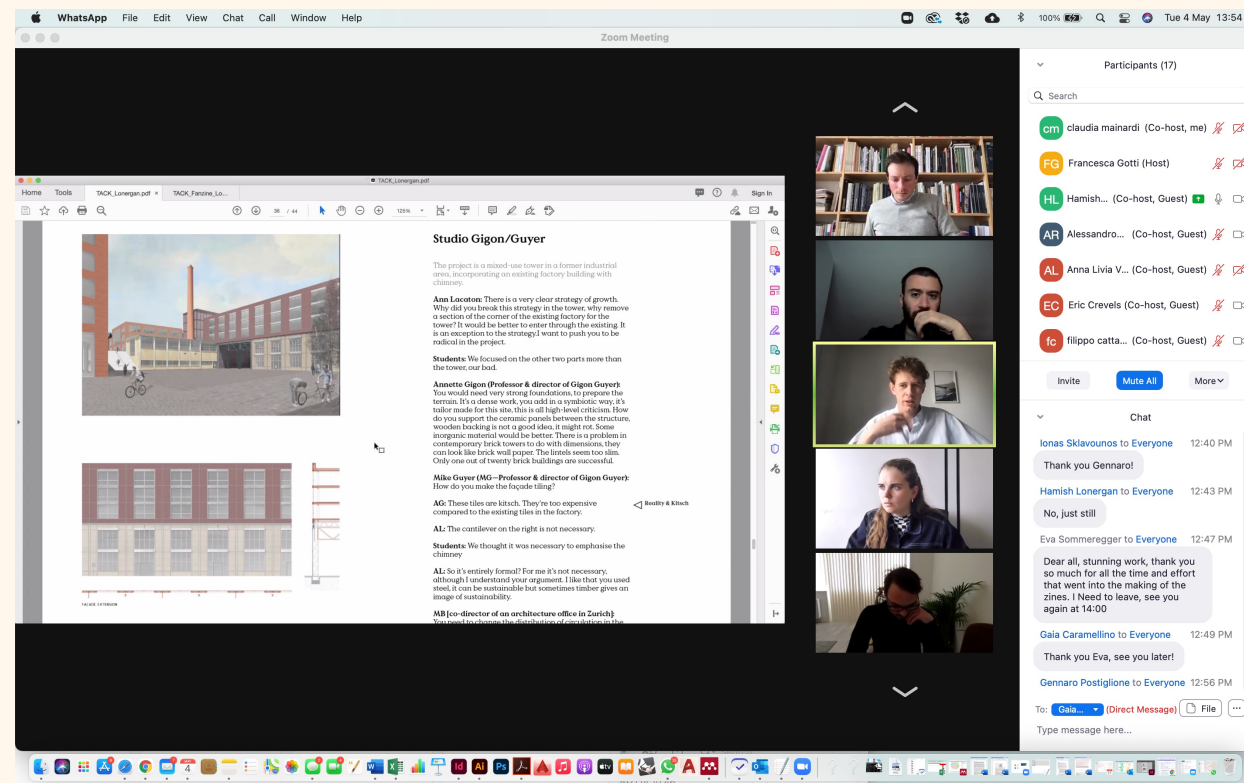 WhatsApp File Edit View Chat Call Window Help
100% Tue 4 May 13:54
Zoom Meeting
TACK_Lonergan.pdf
Home Tools TACK_Lonergan.pdf × TACK_Fanzine_Lo... Sign In
38 / 44 125%
Studio Gigon/Guyer
The project is a mixed-use tower in a former industrial
area, incorporating an existing factory building with
chimney.
Ann Lacaton: There is a very clear strategy of growth.
Why did you break this strategy in the tower, why remove
a section of the corner of the existing factory for the
tower? It would be better to enter through the existing. It
is an exception to the strategy.I want to push you to be
radical in the project.
Students: We focused on the other two parts more than
the tower, our bad.
Annette Gigon (Professor & director of Gigon Guyer):
You would need very strong foundations, to prepare the
terrain. It's a dense work, you add in a symbiotic way, it's
tailor made for this site, this is all high-level criticism. How
do you support the ceramic panels between the structure,
wooden backing is not a good idea, it might rot. Some
inorganic material would be better. There is a problem in
contemporary brick towers to do with dimensions, they
can look like brick wall paper. The lintels seem too slim.
Only one out of twenty brick buildings are successful.
Mike Guyer (MG—Professor & director of Gigon Guyer):
How do you make the façade tiling?
AG: These tiles are kitsch. They're too expensive
compared to the existing tiles in the factory.
Reality & Kitsch
AL: The cantilever on the right is not necessary.
Students: We thought it was necessary to emphasise the
chimney
AL: So it's entirely formal? For me it's not necessary,
although I understand your argument. I like that you used
steel, it can be sustainable but sometimes timber gives an
image of sustainability.
MB [co-director of an architecture office in Zurich]:
You need to change the distribution of circulation in the
FACADE EXTENSION
Participants (17)
Search
cm claudia mainardi (Co-host, me)
FG Francesca Gotti (Host)
HL Hamish... (Co-host, Guest)
AR Alessandro... (Co-host, Guest)
AL Anna Livia V... (Co-host, Guest)
EC Eric Crevels (Co-host, Guest)
fc filippo catta... (Co-host, Guest)
Invite Mute All More
Chat
Ionas Sklavounos to Everyone 12:40 PM
Thank you Gennaro!
Hamish Lonergan to Everyone 12:43 PM
No, just still
Eva Sommeregger to Everyone 12:47 PM
Dear all, stunning work, thank you
so much for all the time and effort
that went into the making of the
zines. I Need to leave, see you
again at 14:00
Gaia Caramellino to Everyone 12:49 PM
Thank you Eva, see you later!
Gennaro Postiglione to Everyone 12:56 PM
To: Gaia... (Direct Message) File ...
Type message here...